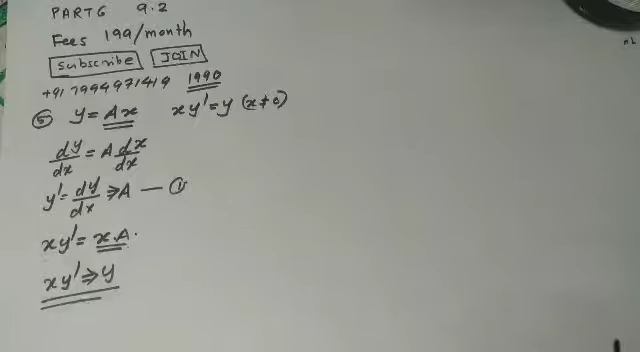 PART6 9.2
Fees 199/month
Subscribe JOIN
+91 7994971419 1990
⑤ y = Ax xy' = y (x≠0)
dy/dx = A dx/dx
y' = dy/dx ⇒ A — ①
xy' = x.A.
xy' ⇒ y